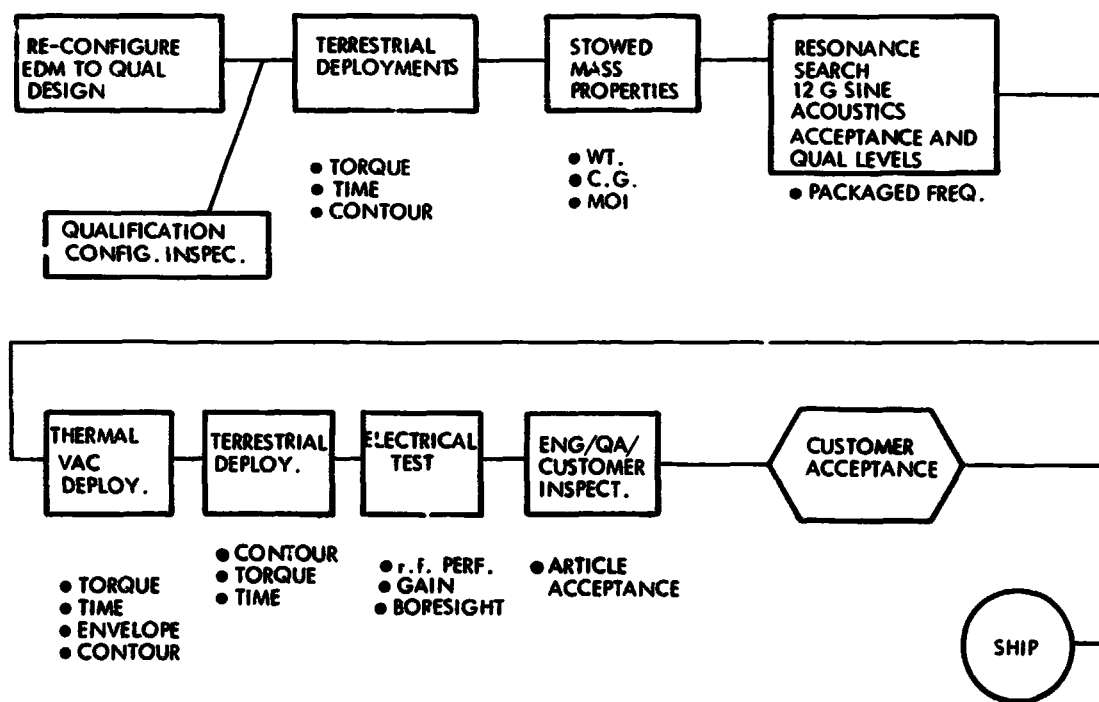 RE-CONFIGURE
EDM TO QUAL
DESIGN
TERRESTRIAL
DEPLOYMENTS
STOWED
MASS
PROPERTIES
RESONANCE
SEARCH
12 G SINE
ACOUSTICS
ACCEPTANCE AND
QUAL LEVELS
QUALIFICATION
CONFIG. INSPEC.
● TORQUE
● TIME
● CONTOUR
● WT.
● C.G.
● MOI
● PACKAGED FREQ.
THERMAL
VAC
DEPLOY.
TERRESTRIAL
DEPLOY.
ELECTRICAL
TEST
ENG/QA/
CUSTOMER
INSPECT.
CUSTOMER
ACCEPTANCE
● TORQUE
● TIME
● ENVELOPE
● CONTOUR
● CONTOUR
● TORQUE
● TIME
● r.f. PERF.
● GAIN
● BORESIGHT
● ARTICLE
ACCEPTANCE
SHIP